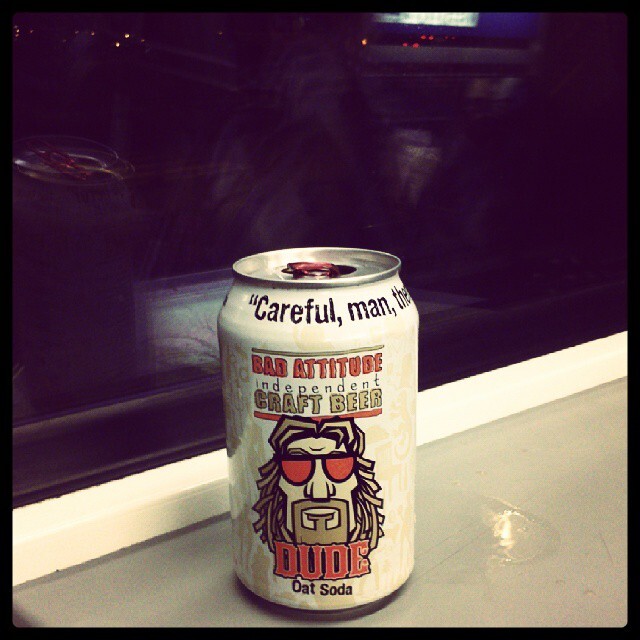 "Careful, man, the
BAD ATTITUDE
independent
CRAFT BEER
DUDE
Oat Soda